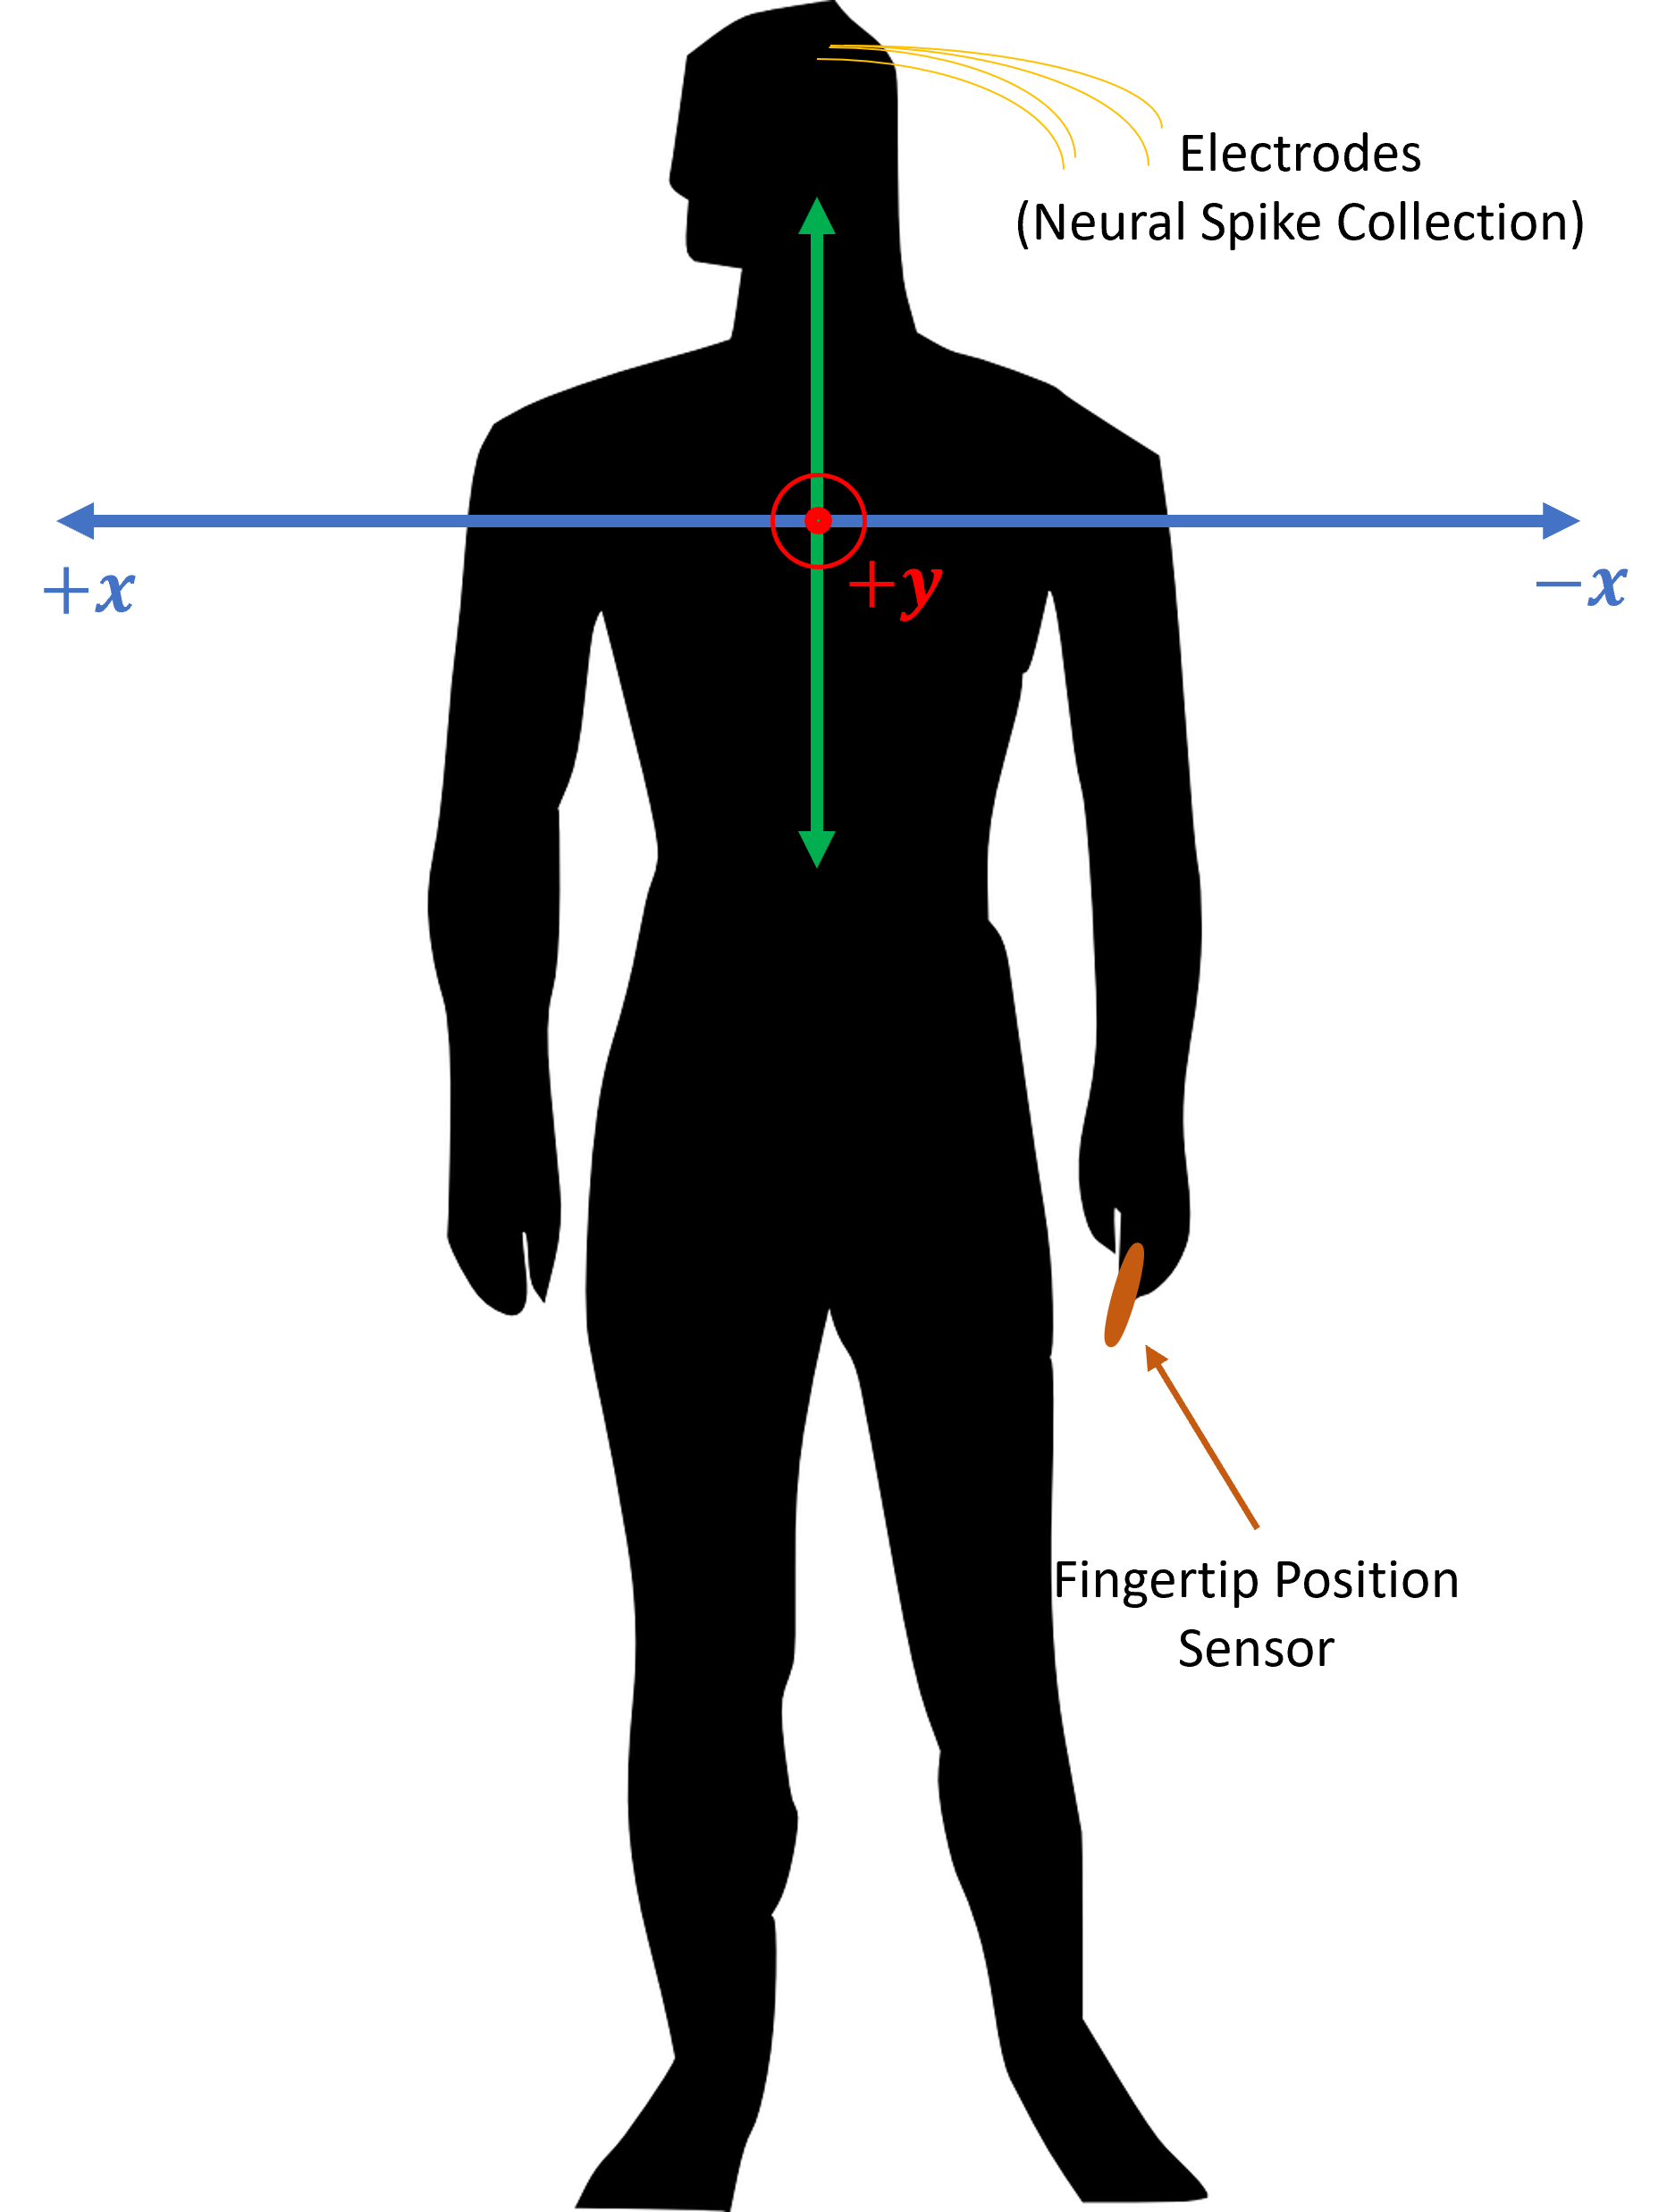 Electrodes
(Neural Spike Collection)
+x
+y
−x
Fingertip Position
Sensor